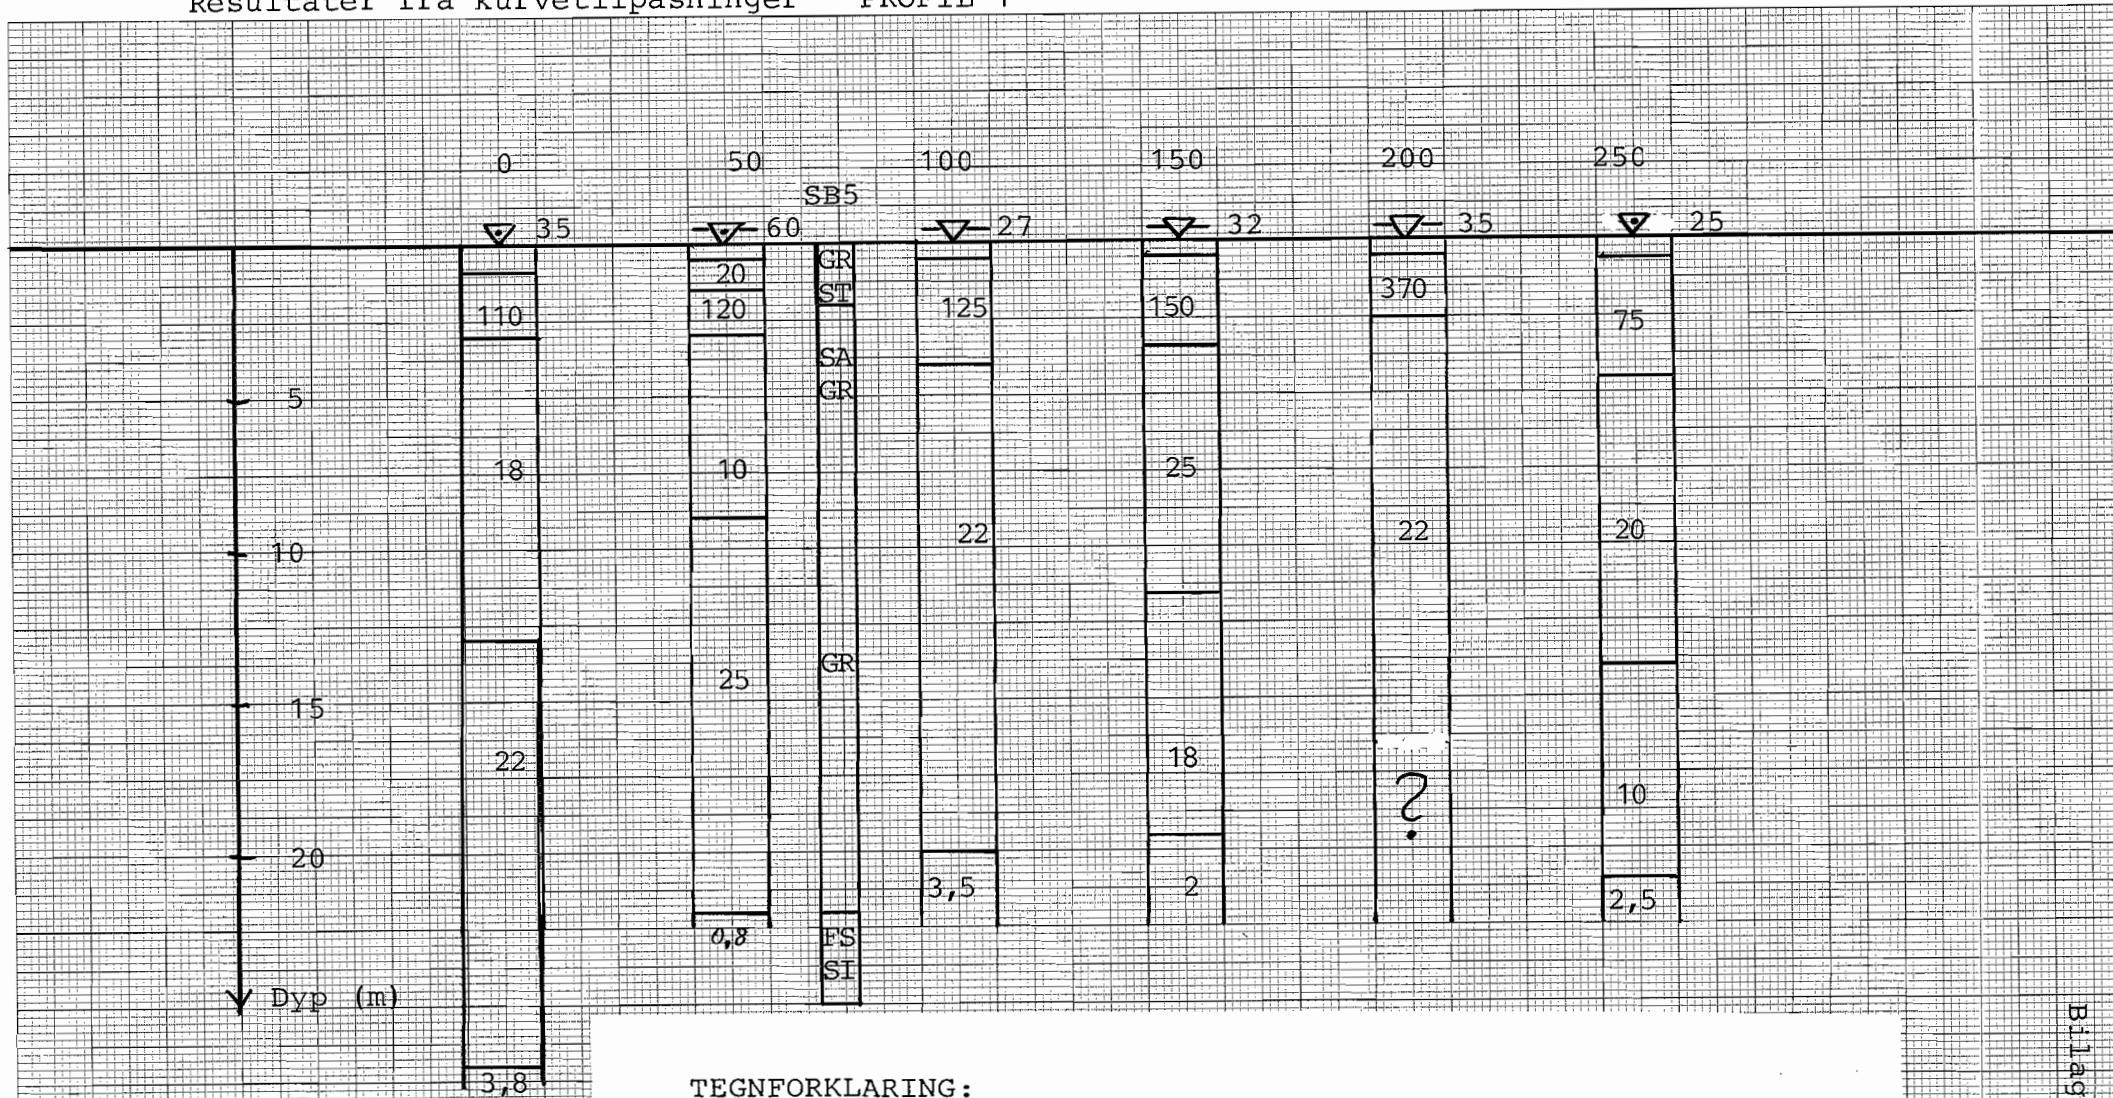 Resultater fra kurvetilpasninger PROFIL
0 50 100 150 200 250
SB5
35 60 27 32 35 25
GR
20
ST
370
110 120 125 150 75
SA
5
GR
18 10 25
10
22 22 20
GR
15
25
22
18
10
20
3,5 2 2,5
0,8
FS
SI
Dyp (m)
?
3,8
TEGNFORKLARING:
Bilag